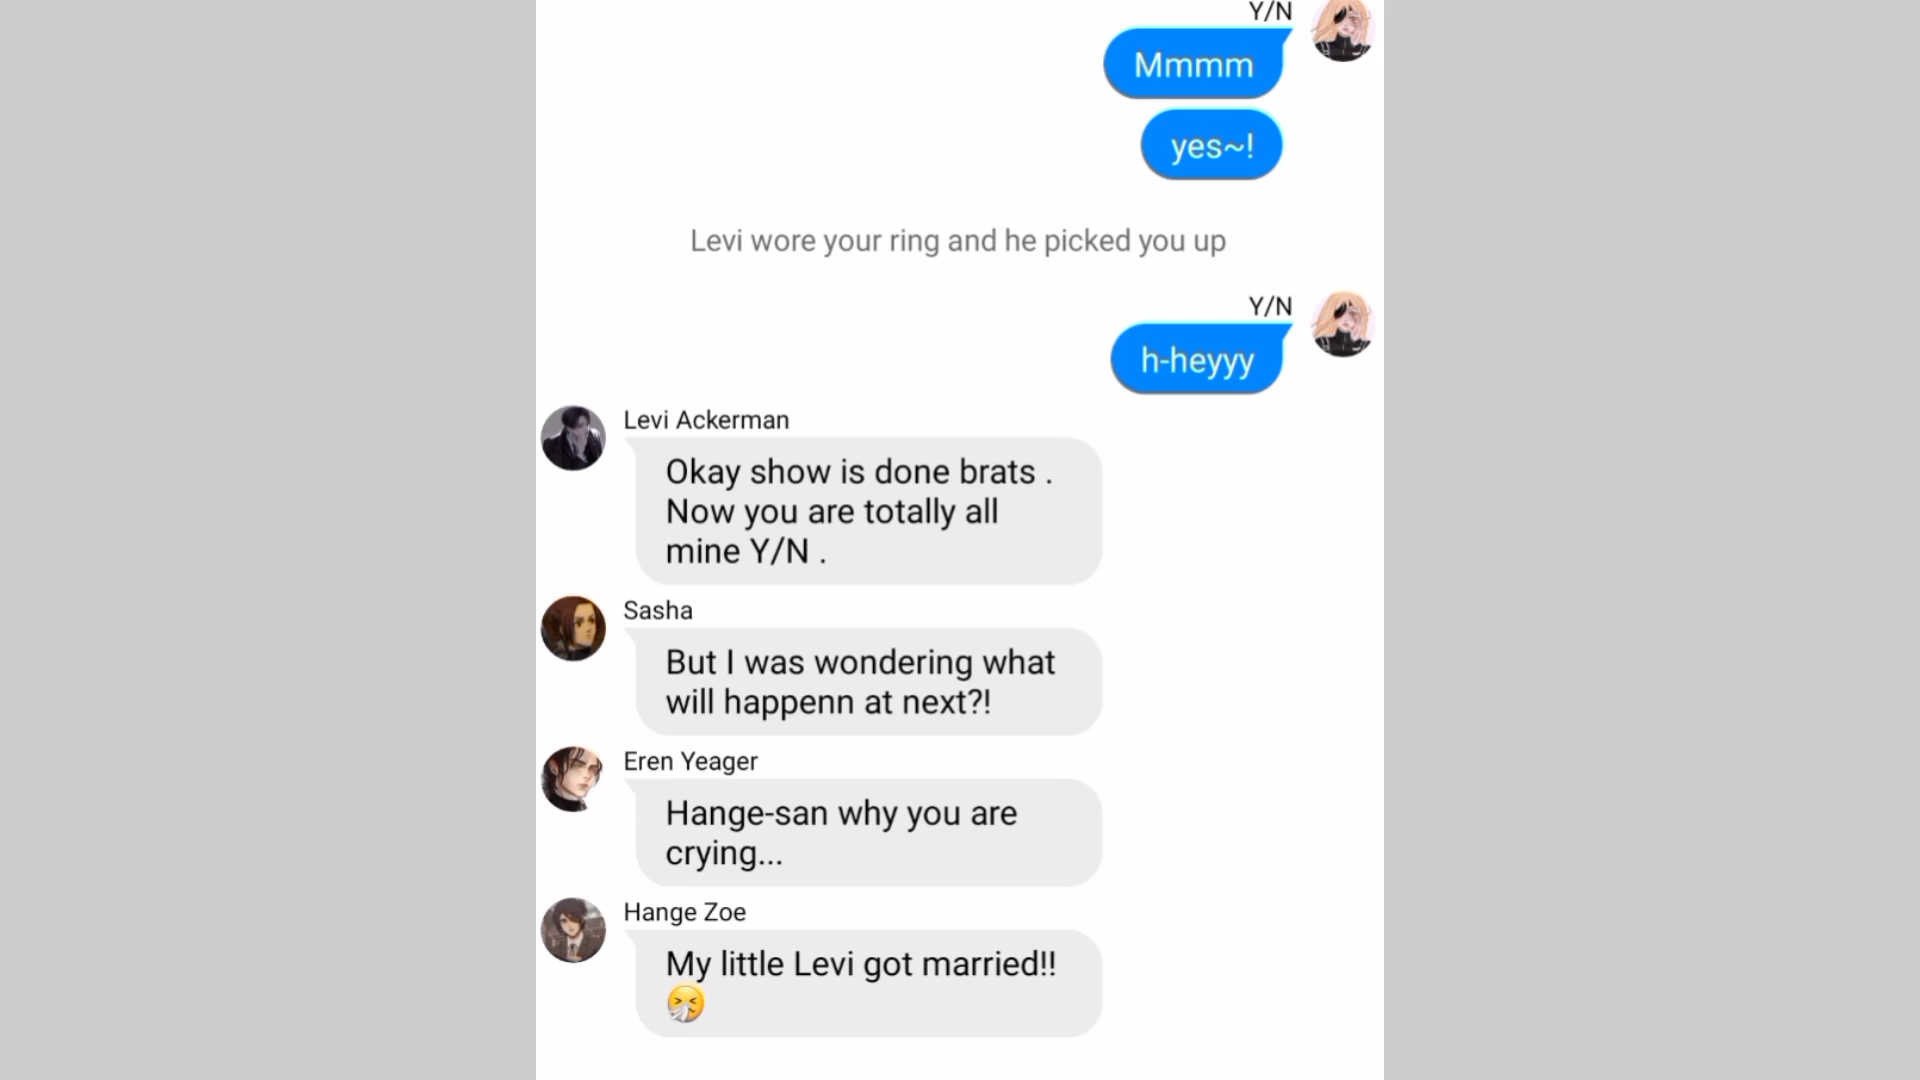 Y/N
Mmmm
yes~!
Levi wore your ring and he picked you up
Y/N
h-heyyy
Levi Ackerman
Okay show is done brats .
Now you are totally all
mine Y/N .
Sasha
But I was wondering what
will happenn at next?!
Eren Yeager
Hange-san why you are
crying...
Hange Zoe
My little Levi got married!!
🤧